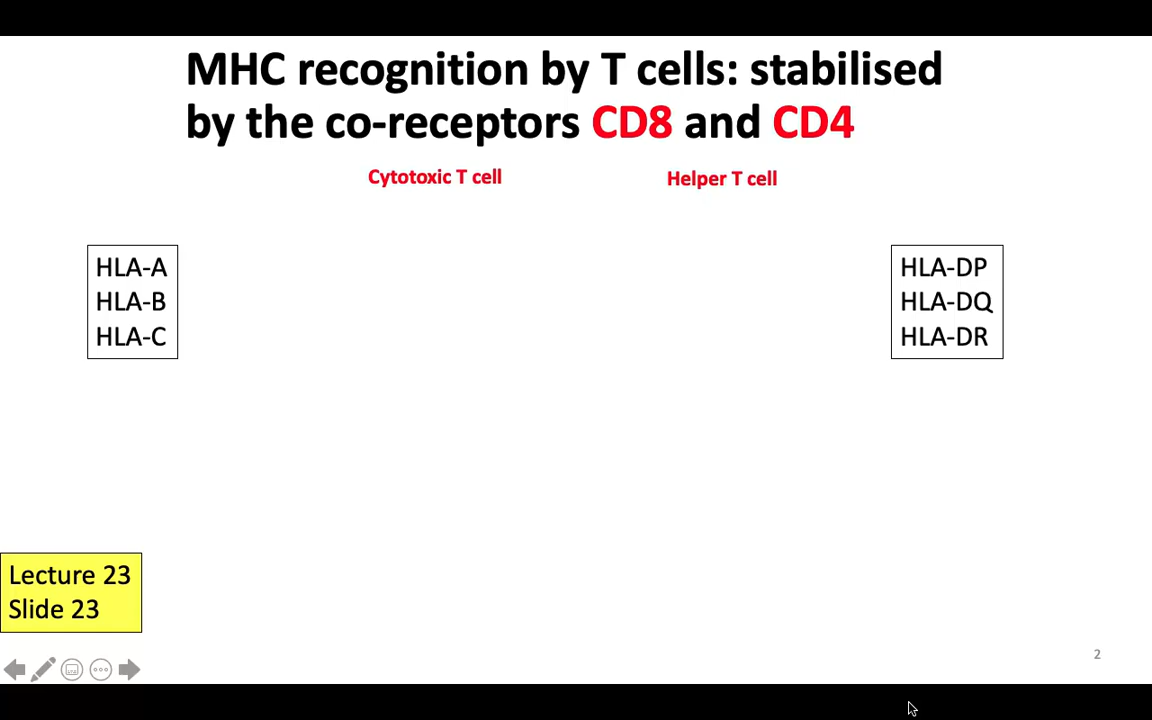 MHC recognition by T cells: stabilised
by the co-receptors CD8 and CD4
Cytotoxic T cell
Helper T cell
HLA-A
HLA-B
HLA-C
HLA-DP
HLA-DQ
HLA-DR
Lecture 23
Slide 23
2